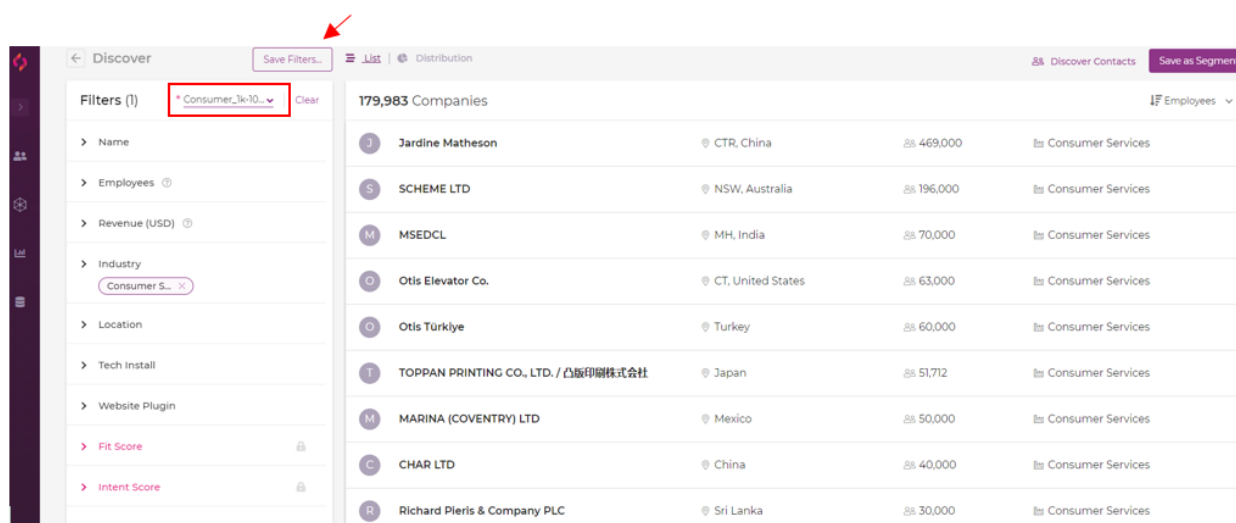 Discover
Save Filters...
List | Distribution
Discover Contacts
Save as Segmen
Filters (1)
* Consumer_1k-10...
Clear
179,983 Companies
Employees
Name
Employees
Revenue (USD)
Industry
Consumer S...
Location
Tech Install
Website Plugin
Fit Score
Intent Score
J Jardine Matheson CTR, China 469,000 Consumer Services
S SCHEME LTD NSW, Australia 196,000 Consumer Services
M MSEDCL MH, India 70,000 Consumer Services
O Otis Elevator Co. CT, United States 63,000 Consumer Services
O Otis Türkiye Turkey 60,000 Consumer Services
T TOPPAN PRINTING CO., LTD. / 凸版印刷株式会社 Japan 51,712 Consumer Services
M MARINA (COVENTRY) LTD Mexico 50,000 Consumer Services
C CHAR LTD China 40,000 Consumer Services
R Richard Pieris & Company PLC Sri Lanka 30,000 Consumer Services